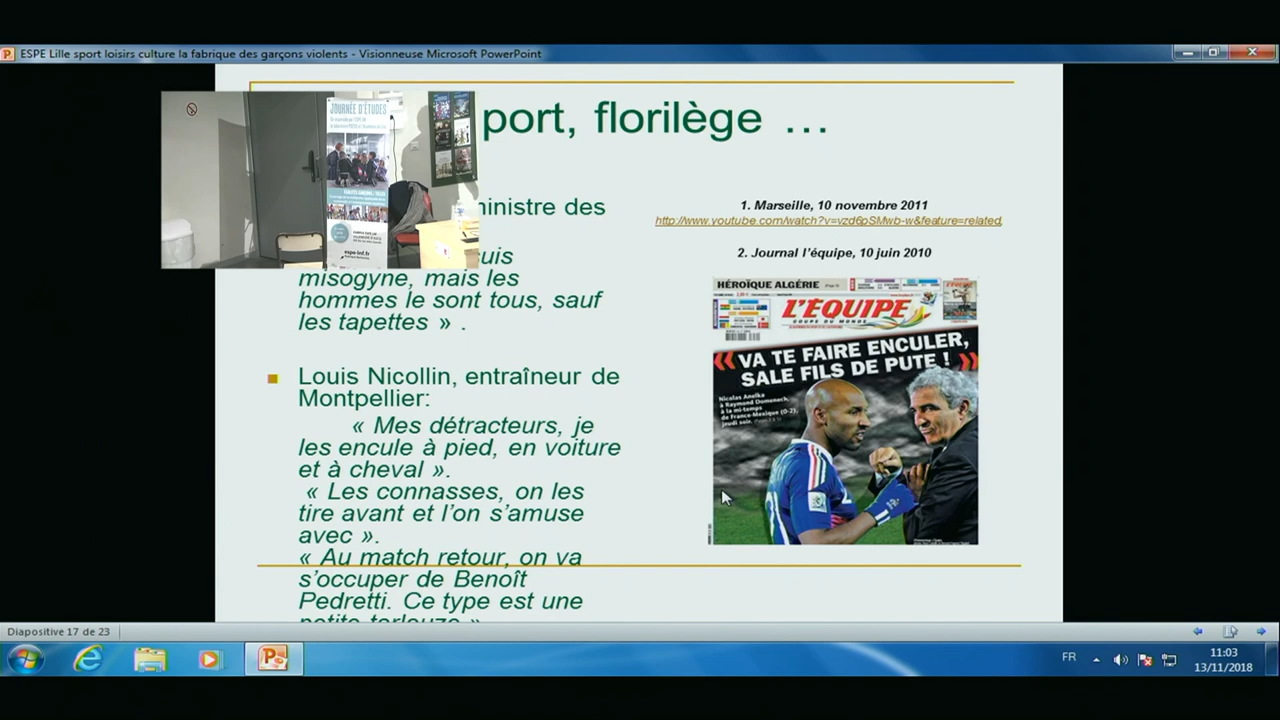 ESPE Lille sport loisirs culture la fabrique des garçons violents - Visionneuse Microsoft PowerPoint
port, florilège ...
JOURNÉE D'ÉTUDES
ministre des
uis
misogyne, mais les
hommes le sont tous, sauf
les tapettes » .
Louis Nicollin, entraîneur de
Montpellier:
« Mes détracteurs, je
les encule à pied, en voiture
et à cheval ».
« Les connasses, on les
tire avant et l'on s'amuse
avec ».
« Au match retour, on va
s'occuper de Benoît
Pedretti. Ce type est une
petite tarlouze »
1. Marseille, 10 novembre 2011
http://www.youtube.com/watch?v=vzd6pSMwb-w&feature=related,
2. Journal l'équipe, 10 juin 2010
HÉROÏQUE ALGÉRIE
L'ÉQUIPE
COUPE DU MONDE
« VA TE FAIRE ENCULER,
SALE FILS DE PUTE ! »
Nicolas Anelka
à Raymond Domenech,
à la mi-temps
de France-Mexique (0-2),
jeudi soir.
espe-lnf.fr
Diapositive 17 de 23
FR
11:03
13/11/2018